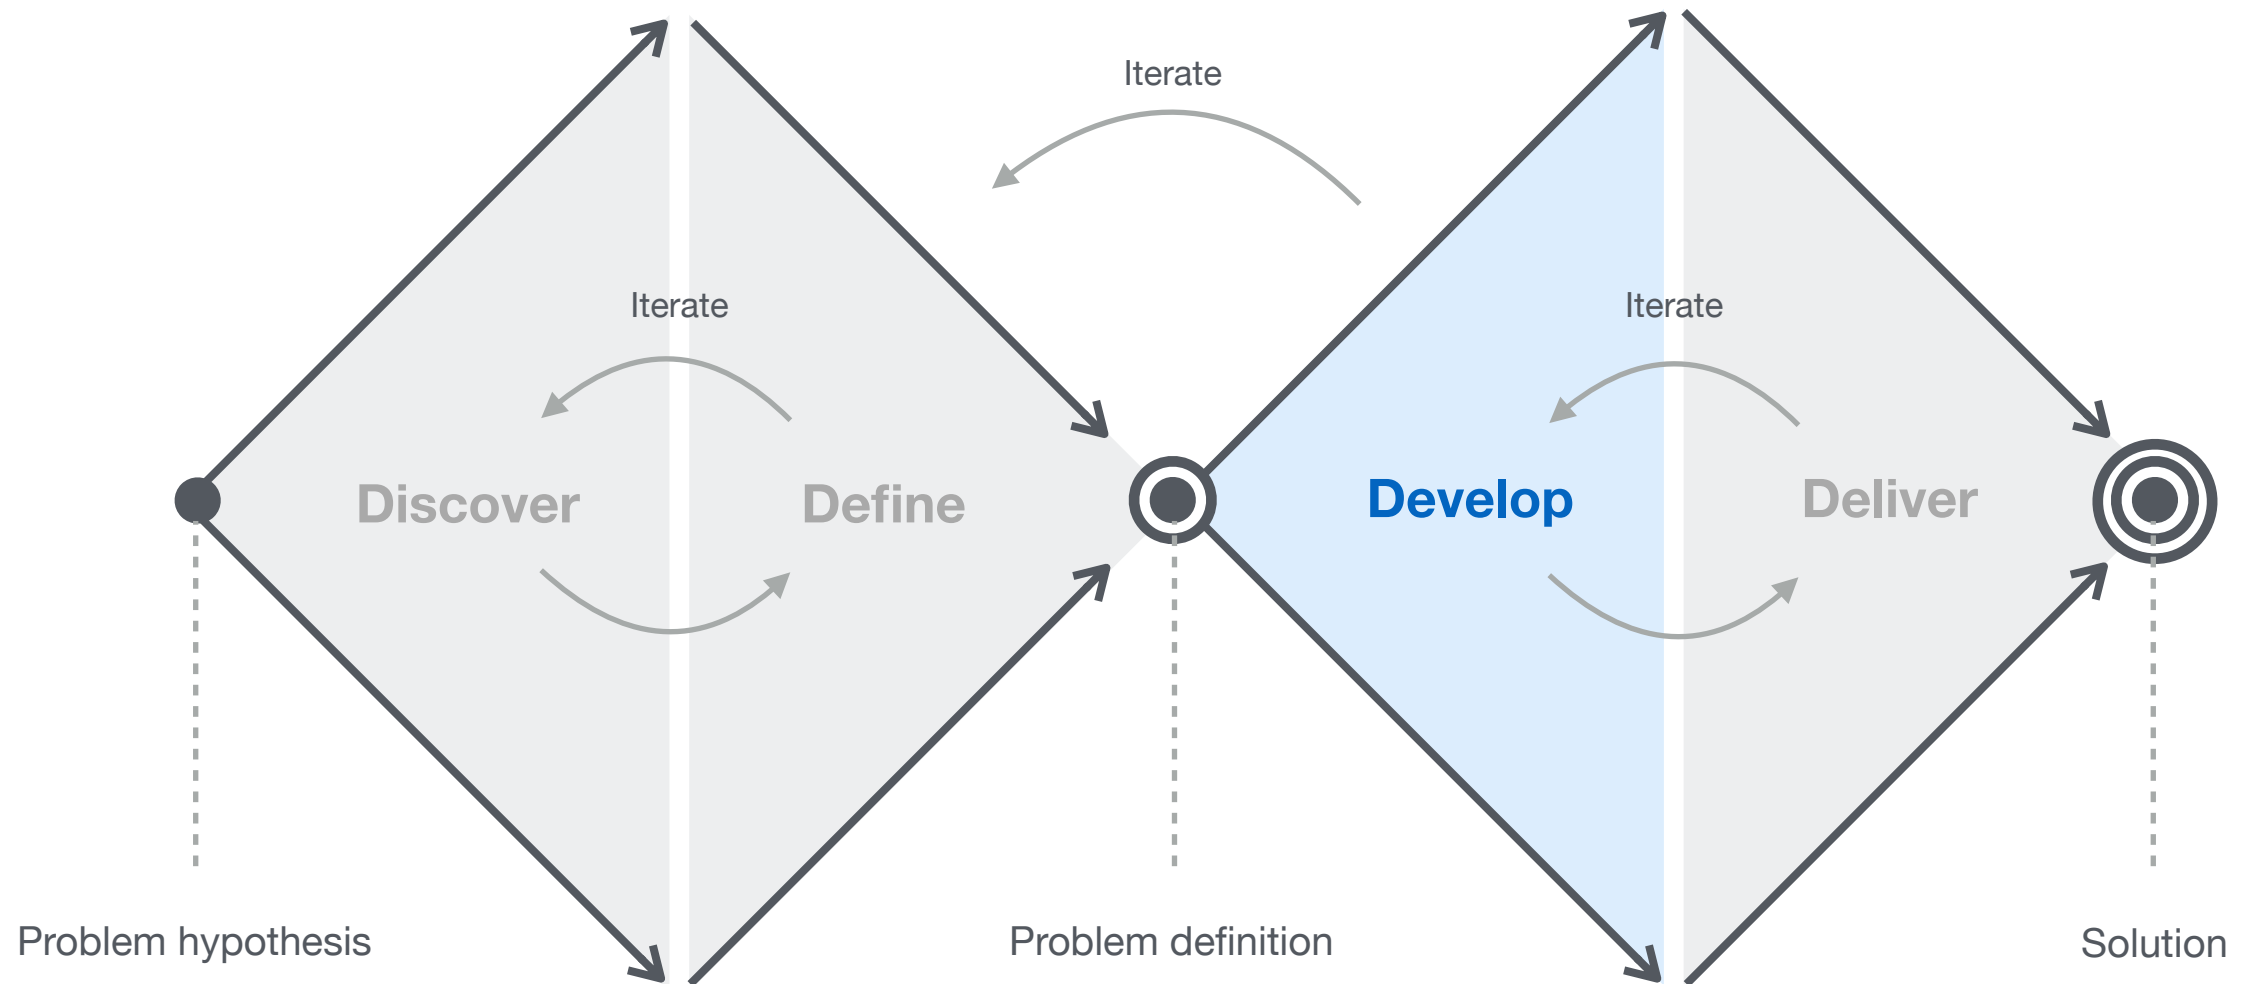 Iterate
Iterate
Iterate
Discover
Define
Develop
Deliver
Problem hypothesis
Problem definition
Solution